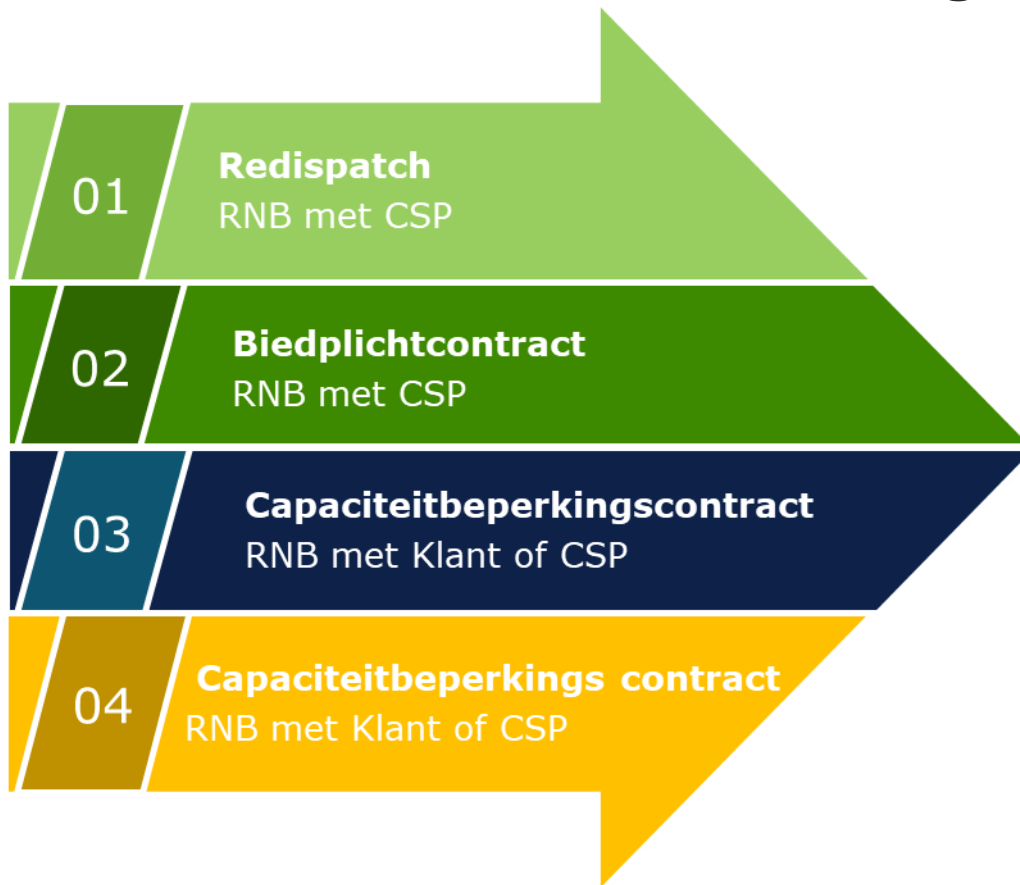 01
Redispatch
RNB met CSP
02
Biedplichtcontract
RNB met CSP
03
Capaciteitbeperkingscontract
RNB met Klant of CSP
04
Capaciteitbeperkings contract
RNB met Klant of CSP